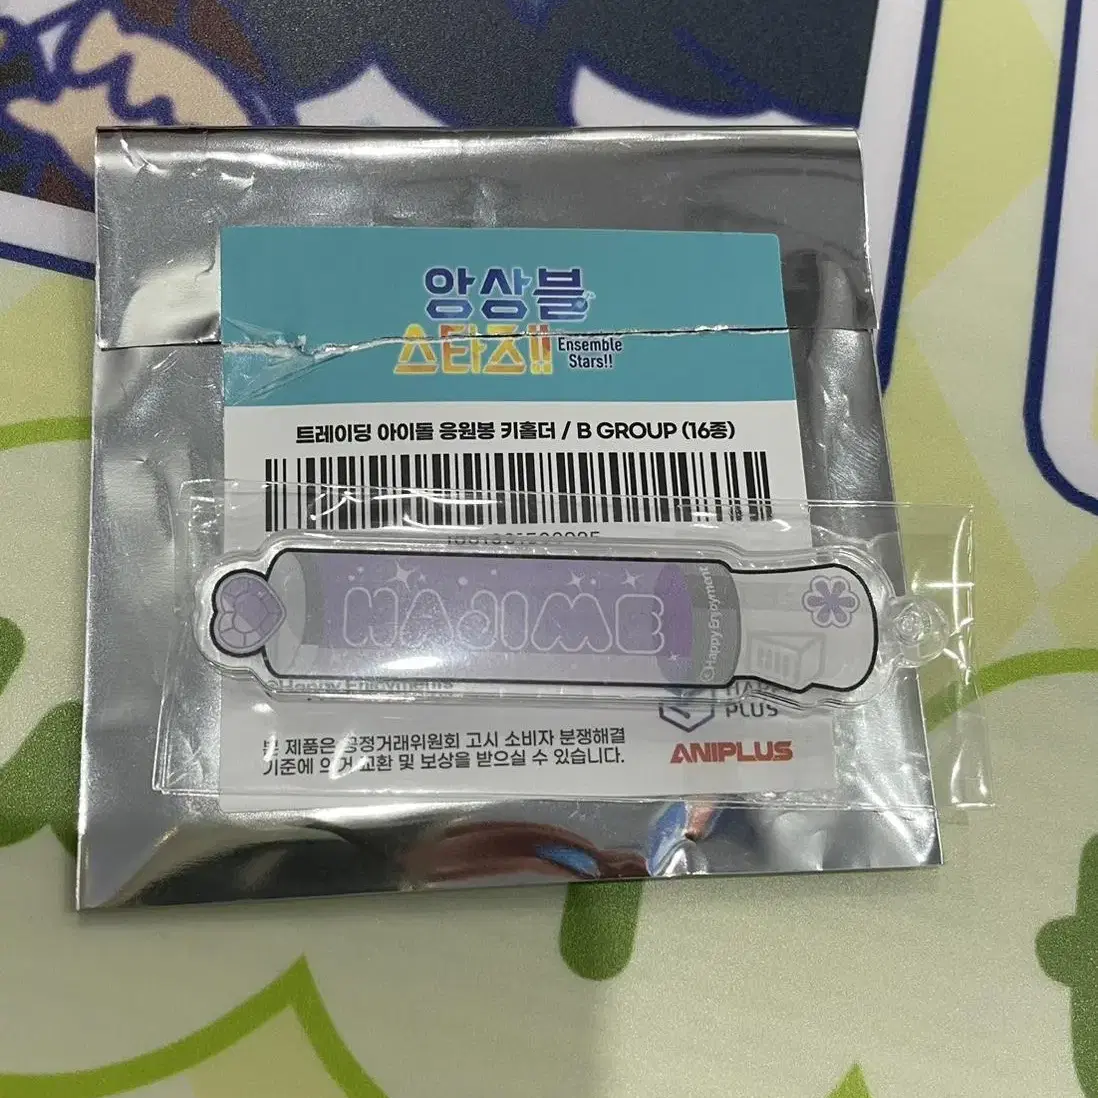 앙상블
스타즈!!
Ensemble
Stars!!
트레이딩 아이돌 응원봉 키홀더 / B GROUP (16종)
HAJIME
©Happy Enjoyment
©Happy Enjoyments
PLUS
본 제품은 공정거래위원회 고시 소비자 분쟁해결
기준에 의거 교환 및 보상을 받으실 수 있습니다.
ANIPLUS